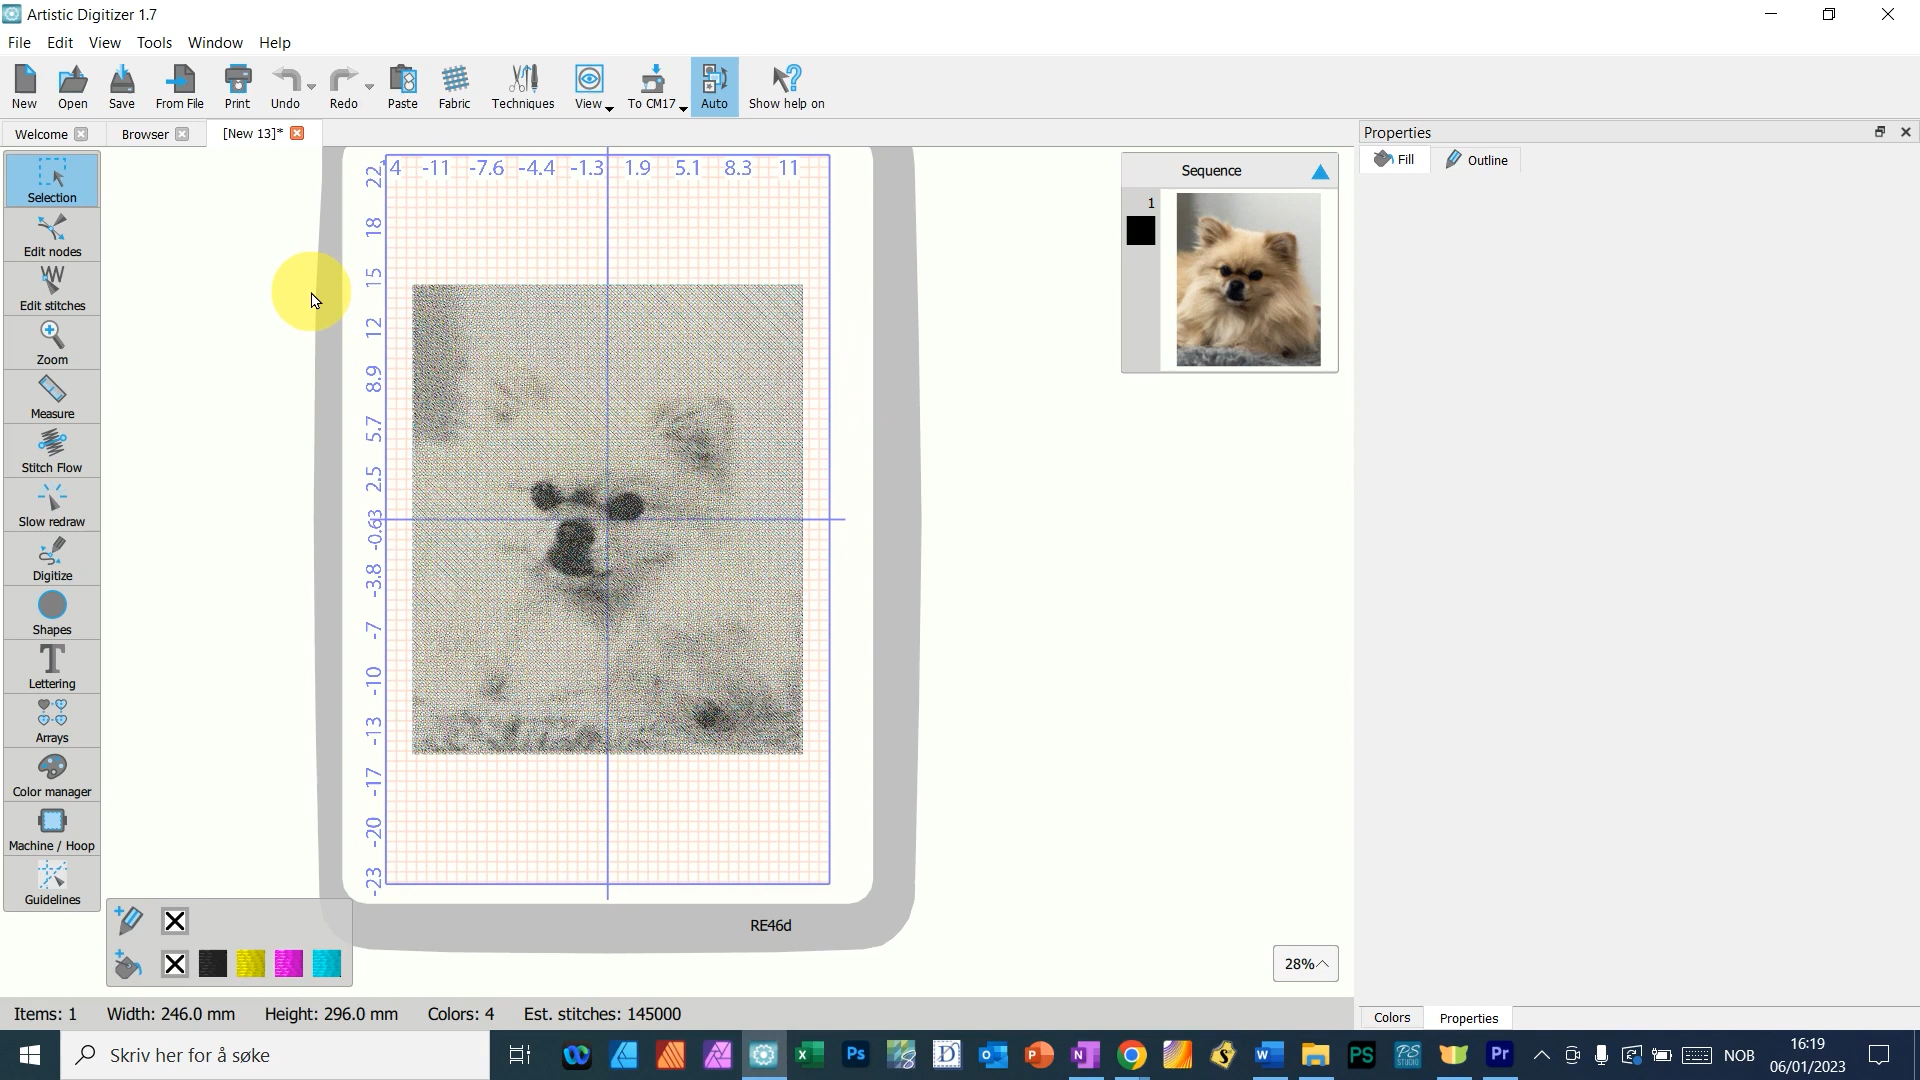 Artistic Digitizer 1.7
File Edit View Tools Window Help
New Open Save From File Print Undo Redo Paste Fabric Techniques View To CM17 Auto Show help on
Welcome Browser [New 13]*
Properties
Fill Outline
Selection
Edit nodes
Edit stitches
Zoom
Measure
Stitch Flow
Slow redraw
Digitize
Shapes
Lettering
Arrays
Color manager
Machine / Hoop
Guidelines
4 -11 -7.6 -4.4 -1.3 1.9 5.1 8.3 11
22
18
15
12
8.9
5.7
2.5
-0.63
-3.8
-7
-10
-13
-17
-20
-23
RE46d
Sequence
1
28%
Items: 1 Width: 246.0 mm Height: 296.0 mm Colors: 4 Est. stitches: 145000
Colors Properties
Skriv her for å søke
NOB
16:19
06/01/2023